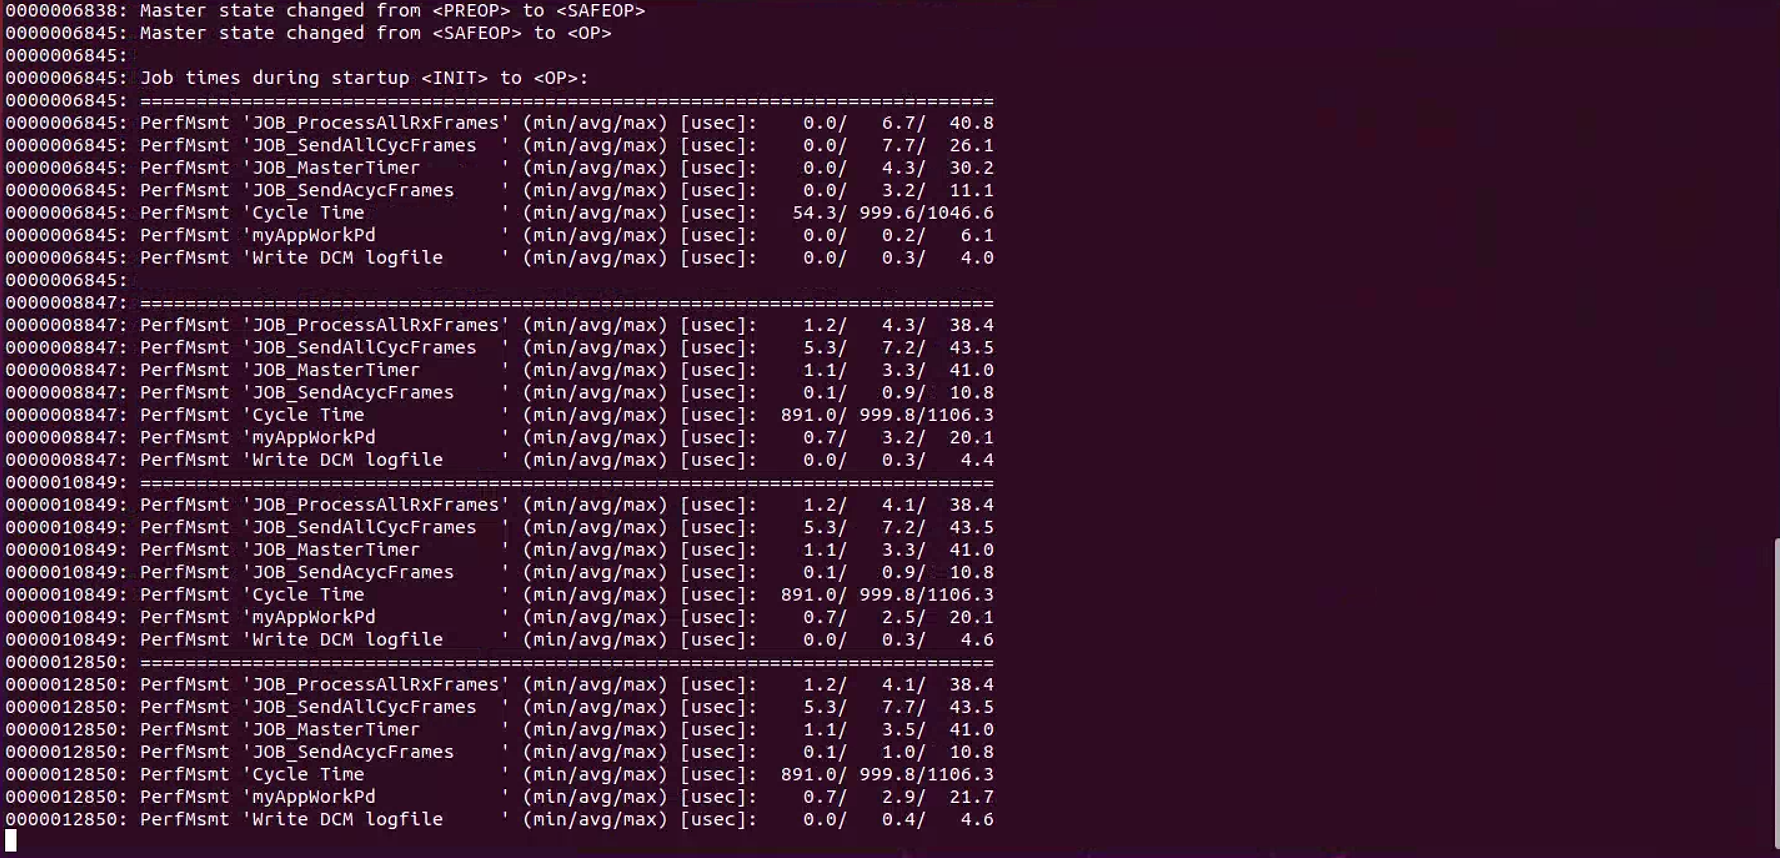 0000006838: Master state changed from <PREOP> to <SAFEOP>
0000006845: Master state changed from <SAFEOP> to <OP>
0000006845:
0000006845: Job times during startup <INIT> to <OP>:
0000006845: ============================================================================
0000006845: PerfMsmt 'JOB_ProcessAllRxFrames' (min/avg/max) [usec]:    0.0/   6.7/  40.8
0000006845: PerfMsmt 'JOB_SendAllCycFrames  ' (min/avg/max) [usec]:    0.0/   7.7/  26.1
0000006845: PerfMsmt 'JOB_MasterTimer       ' (min/avg/max) [usec]:    0.0/   4.3/  30.2
0000006845: PerfMsmt 'JOB_SendAcycFrames    ' (min/avg/max) [usec]:    0.0/   3.2/  11.1
0000006845: PerfMsmt 'Cycle Time            ' (min/avg/max) [usec]:   54.3/ 999.6/1046.6
0000006845: PerfMsmt 'myAppWorkPd           ' (min/avg/max) [usec]:    0.0/   0.2/   6.1
0000006845: PerfMsmt 'Write DCM logfile     ' (min/avg/max) [usec]:    0.0/   0.3/   4.0
0000006845:
0000008847: ============================================================================
0000008847: PerfMsmt 'JOB_ProcessAllRxFrames' (min/avg/max) [usec]:    1.2/   4.3/  38.4
0000008847: PerfMsmt 'JOB_SendAllCycFrames  ' (min/avg/max) [usec]:    5.3/   7.2/  43.5
0000008847: PerfMsmt 'JOB_MasterTimer       ' (min/avg/max) [usec]:    1.1/   3.3/  41.0
0000008847: PerfMsmt 'JOB_SendAcycFrames    ' (min/avg/max) [usec]:    0.1/   0.9/  10.8
0000008847: PerfMsmt 'Cycle Time            ' (min/avg/max) [usec]:  891.0/ 999.8/1106.3
0000008847: PerfMsmt 'myAppWorkPd           ' (min/avg/max) [usec]:    0.7/   3.2/  20.1
0000008847: PerfMsmt 'Write DCM logfile     ' (min/avg/max) [usec]:    0.0/   0.3/   4.4
0000010849: ============================================================================
0000010849: PerfMsmt 'JOB_ProcessAllRxFrames' (min/avg/max) [usec]:    1.2/   4.1/  38.4
0000010849: PerfMsmt 'JOB_SendAllCycFrames  ' (min/avg/max) [usec]:    5.3/   7.2/  43.5
0000010849: PerfMsmt 'JOB_MasterTimer       ' (min/avg/max) [usec]:    1.1/   3.3/  41.0
0000010849: PerfMsmt 'JOB_SendAcycFrames    ' (min/avg/max) [usec]:    0.1/   0.9/  10.8
0000010849: PerfMsmt 'Cycle Time            ' (min/avg/max) [usec]:  891.0/ 999.8/1106.3
0000010849: PerfMsmt 'myAppWorkPd           ' (min/avg/max) [usec]:    0.7/   2.5/  20.1
0000010849: PerfMsmt 'Write DCM logfile     ' (min/avg/max) [usec]:    0.0/   0.3/   4.6
0000012850: ============================================================================
0000012850: PerfMsmt 'JOB_ProcessAllRxFrames' (min/avg/max) [usec]:    1.2/   4.1/  38.4
0000012850: PerfMsmt 'JOB_SendAllCycFrames  ' (min/avg/max) [usec]:    5.3/   7.7/  43.5
0000012850: PerfMsmt 'JOB_MasterTimer       ' (min/avg/max) [usec]:    1.1/   3.5/  41.0
0000012850: PerfMsmt 'JOB_SendAcycFrames    ' (min/avg/max) [usec]:    0.1/   1.0/  10.8
0000012850: PerfMsmt 'Cycle Time            ' (min/avg/max) [usec]:  891.0/ 999.8/1106.3
0000012850: PerfMsmt 'myAppWorkPd           ' (min/avg/max) [usec]:    0.7/   2.9/  21.7
0000012850: PerfMsmt 'Write DCM logfile     ' (min/avg/max) [usec]:    0.0/   0.4/   4.6